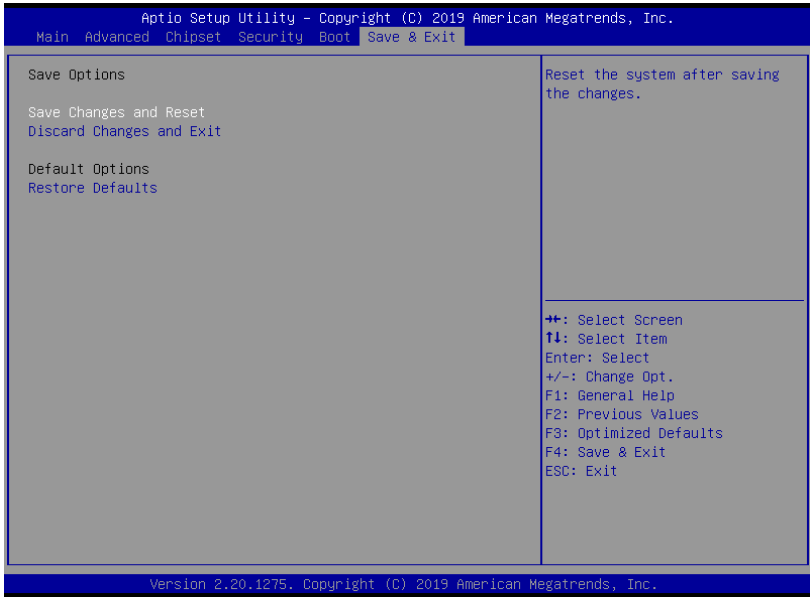 Aptio Setup Utility – Copyright (C) 2019 American Megatrends, Inc.
Main Advanced Chipset Security Boot Save & Exit
Save Options
Save Changes and Reset
Discard Changes and Exit
Default Options
Restore Defaults
Reset the system after saving
the changes.
→←: Select Screen
↑↓: Select Item
Enter: Select
+/-: Change Opt.
F1: General Help
F2: Previous Values
F3: Optimized Defaults
F4: Save & Exit
ESC: Exit
Version 2.20.1275. Copyright (C) 2019 American Megatrends, Inc.